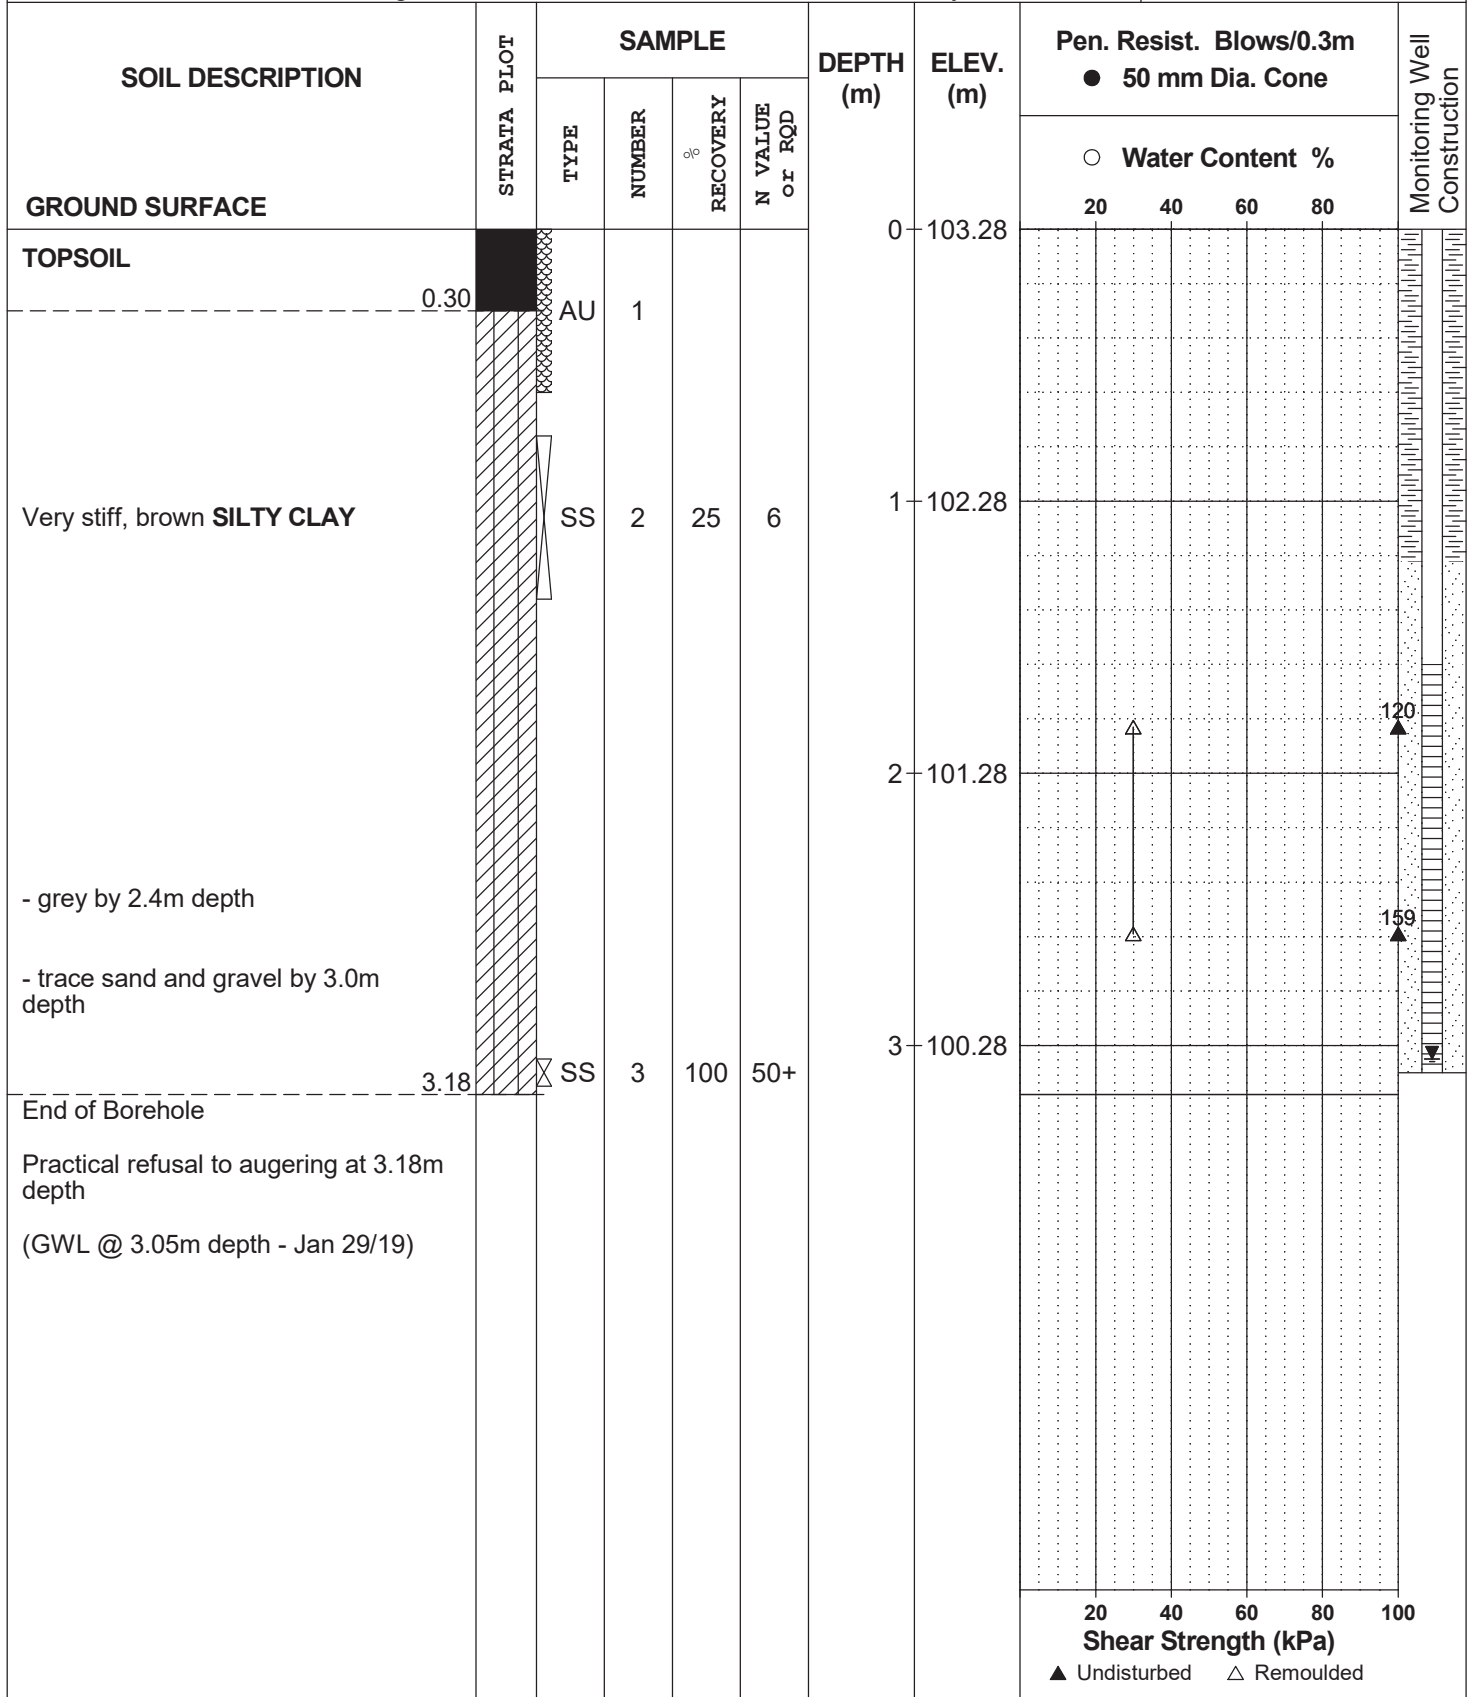 SOIL DESCRIPTION
GROUND SURFACE
STRATA PLOT
SAMPLE
TYPE
NUMBER
%
RECOVERY
N VALUE
or RQD
DEPTH
(m)
ELEV.
(m)
Pen. Resist. Blows/0.3m
● 50 mm Dia. Cone
○ Water Content %
20 40 60 80
Monitoring Well
Construction
0 103.28
TOPSOIL
0.30
AU 1
1 102.28
Very stiff, brown SILTY CLAY
SS 2 25 6
120
2 101.28
- grey by 2.4m depth
159
- trace sand and gravel by 3.0m
depth
3 100.28
SS 3 100 50+
3.18
End of Borehole
Practical refusal to augering at 3.18m
depth
(GWL @ 3.05m depth - Jan 29/19)
20 40 60 80 100
Shear Strength (kPa)
▲ Undisturbed △ Remoulded